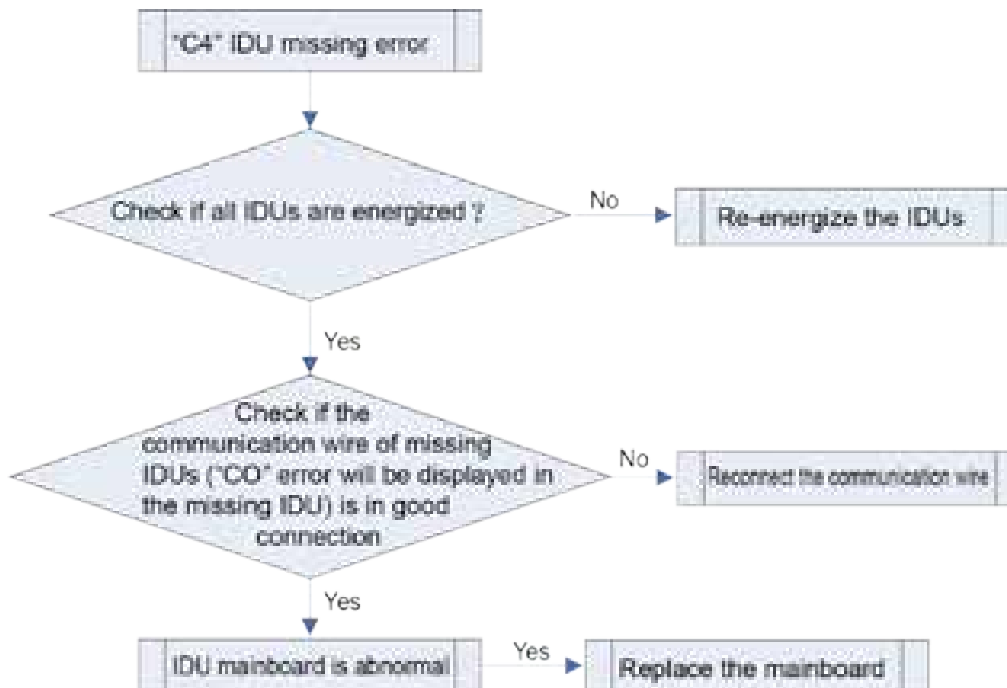 "C4" IDU missing error
Check if all IDUs are energized ?
No
Re-energize the IDUs
Yes
Check if the
communication wire of missing
IDUs ("CO" error will be displayed in
the missing IDU) is in good
connection
No
Reconnect the communication wire
Yes
IDU mainboard is abnormal
Yes
Replace the mainboard